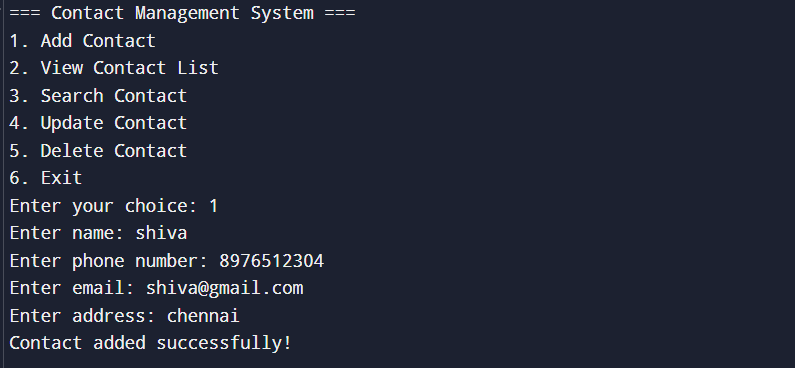 === Contact Management System ===
1. Add Contact
2. View Contact List
3. Search Contact
4. Update Contact
5. Delete Contact
6. Exit
Enter your choice: 1
Enter name: shiva
Enter phone number: 8976512304
Enter email: shiva@gmail.com
Enter address: chennai
Contact added successfully!